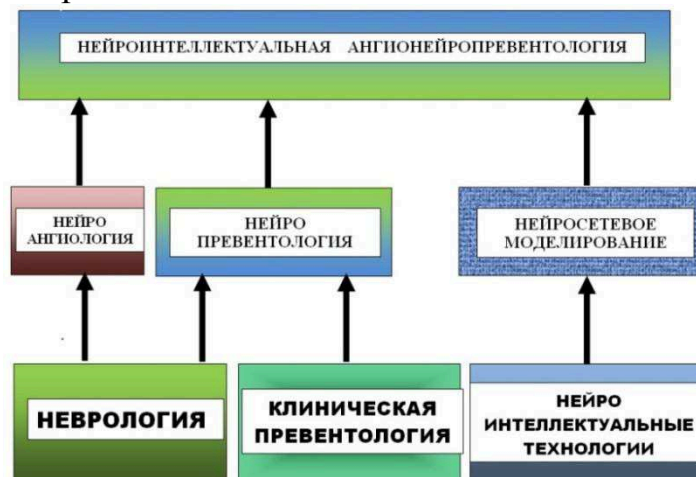 НЕЙРОИНТЕЛЛЕКТУАЛЬНАЯ АНГИОНЕЙРОПРЕВЕНТОЛОГИЯ
НЕЙРО
АНГИОЛОГИЯ
НЕЙРО
ПРЕВЕНТОЛОГИЯ
НЕЙРОСЕТЕВОЕ
МОДЕЛИРОВАНИЕ
НЕВРОЛОГИЯ
КЛИНИЧЕСКАЯ
ПРЕВЕНТОЛОГИЯ
НЕЙРО
ИНТЕЛЛЕКТУАЛЬНЫЕ
ТЕХНОЛОГИИ